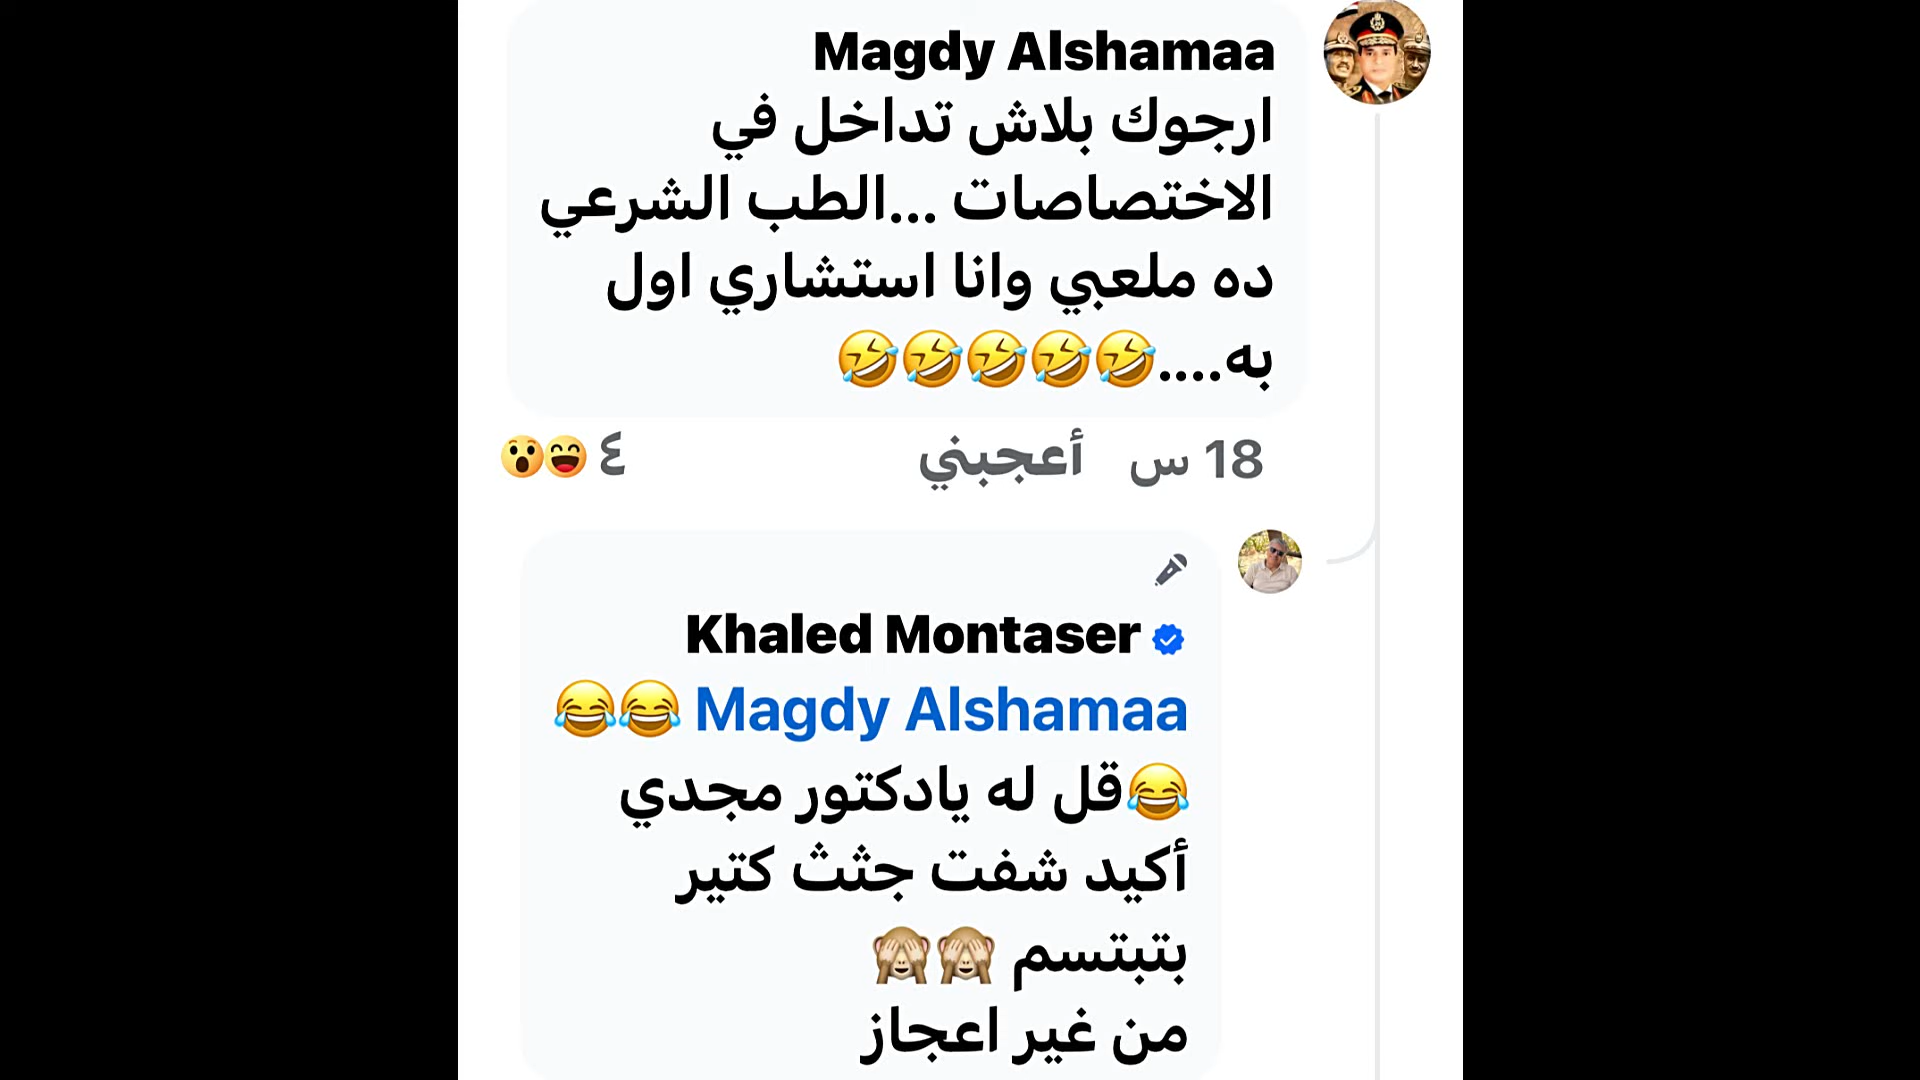 Magdy Alshamaa
ارجوك بلاش تداخل في
الاختصاصات ...الطب الشرعي
ده ملعبي وانا استشاري اول
به....🤣🤣🤣🤣🤣
18 س أعجبني ٤ 😄😮
Khaled Montaser
Magdy Alshamaa 😂😂
😂قل له يادكتور مجدي
أكيد شفت جثث كتير
بتبتسم 🙈🙈
من غير اعجاز